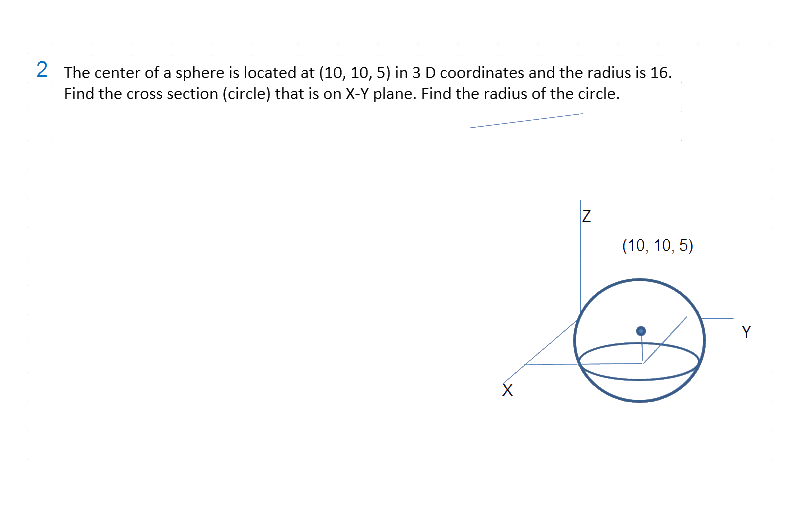 2 The center of a sphere is located at (10, 10, 5) in 3 D coordinates and the radius is 16.
Find the cross section (circle) that is on X-Y plane. Find the radius of the circle.
Z
(10, 10, 5)
Y
X